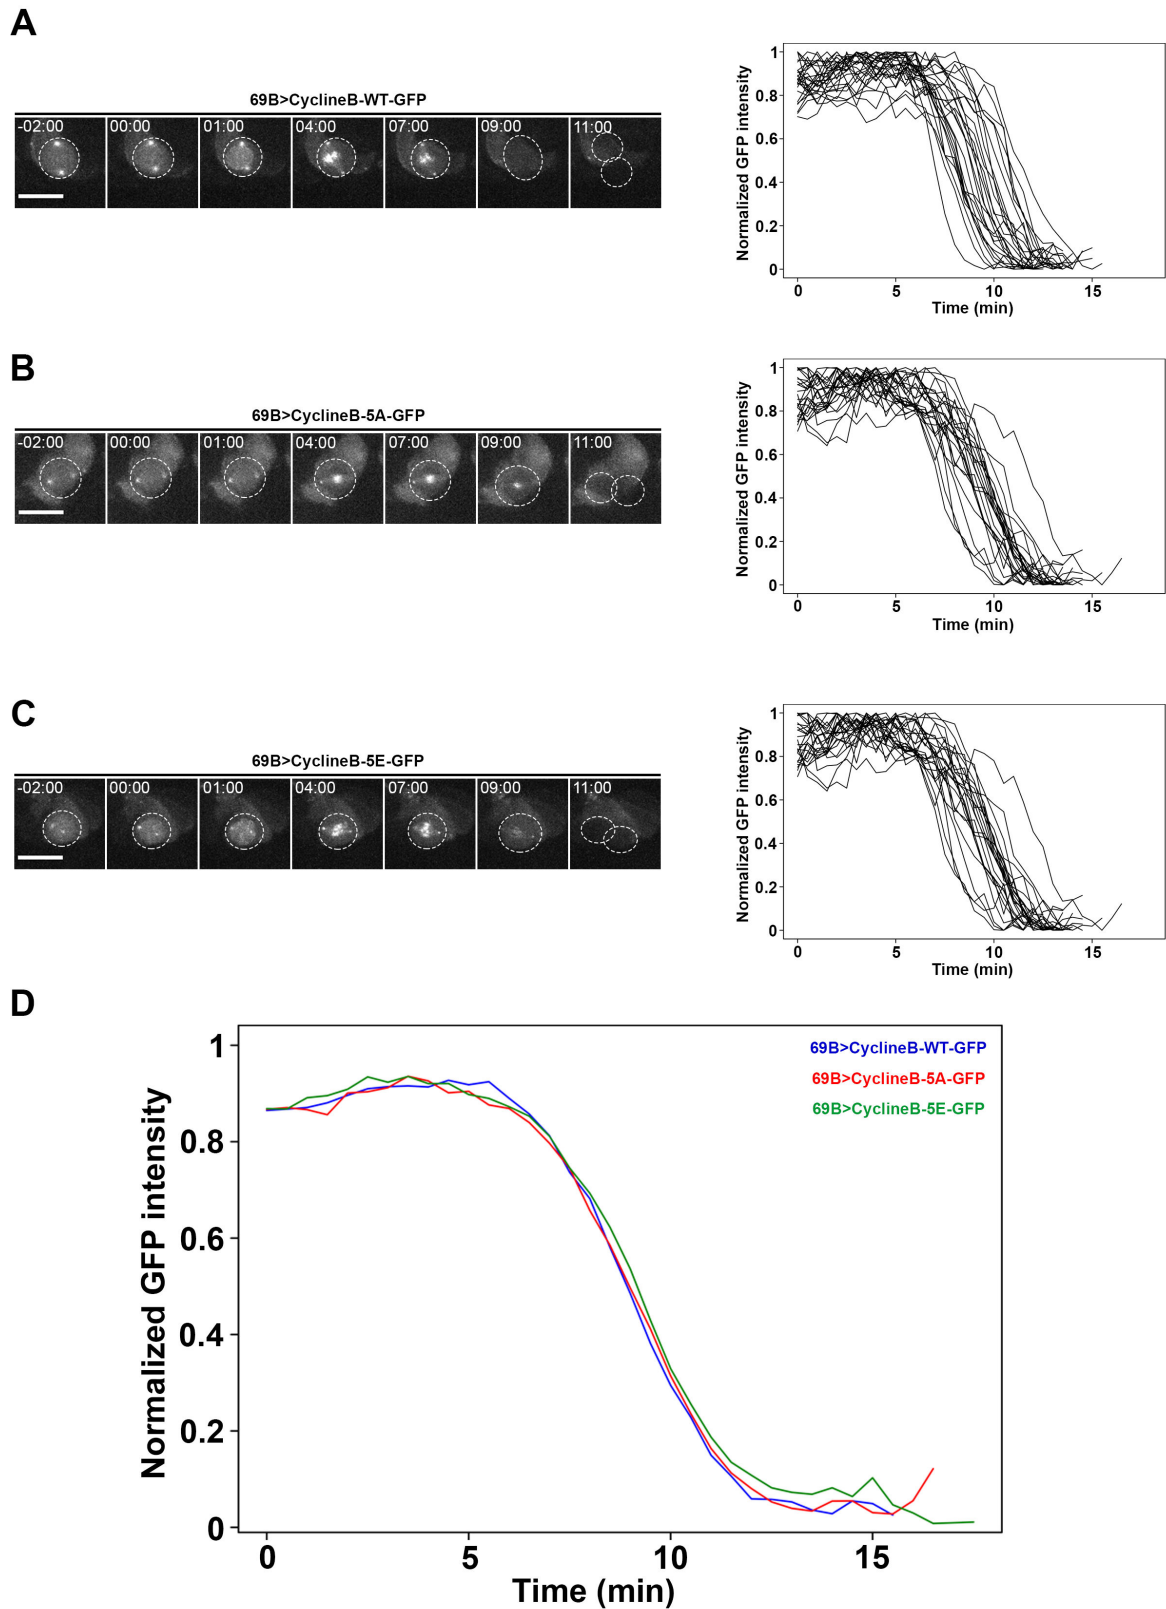 A
69B>CyclineB-WT-GFP
-02:00 00:00 01:00 04:00 07:00 09:00 11:00
Normalized GFP intensity
1
0.8
0.6
0.4
0.2
0
0 5 10 15
Time (min)
B
69B>CyclineB-5A-GFP
-02:00 00:00 01:00 04:00 07:00 09:00 11:00
Normalized GFP intensity
1
0.8
0.6
0.4
0.2
0
0 5 10 15
Time (min)
C
69B>CyclineB-5E-GFP
-02:00 00:00 01:00 04:00 07:00 09:00 11:00
Normalized GFP intensity
1
0.8
0.6
0.4
0.2
0
0 5 10 15
Time (min)
D
69B>CyclineB-WT-GFP
69B>CyclineB-5A-GFP
69B>CyclineB-5E-GFP
Normalized GFP intensity
1
0.8
0.6
0.4
0.2
0
0 5 10 15
Time (min)